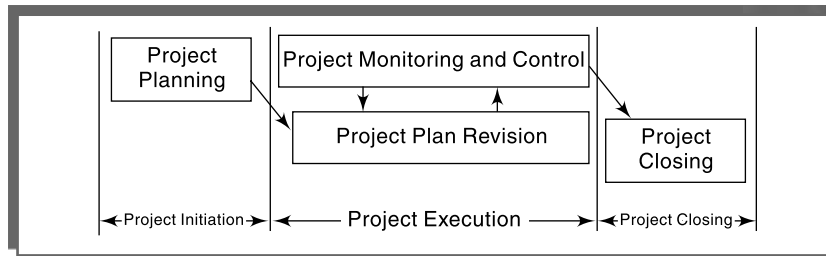 Project
Planning
Project Monitoring and Control
Project Plan Revision
Project
Closing
Project Initiation
Project Execution
Project Closing